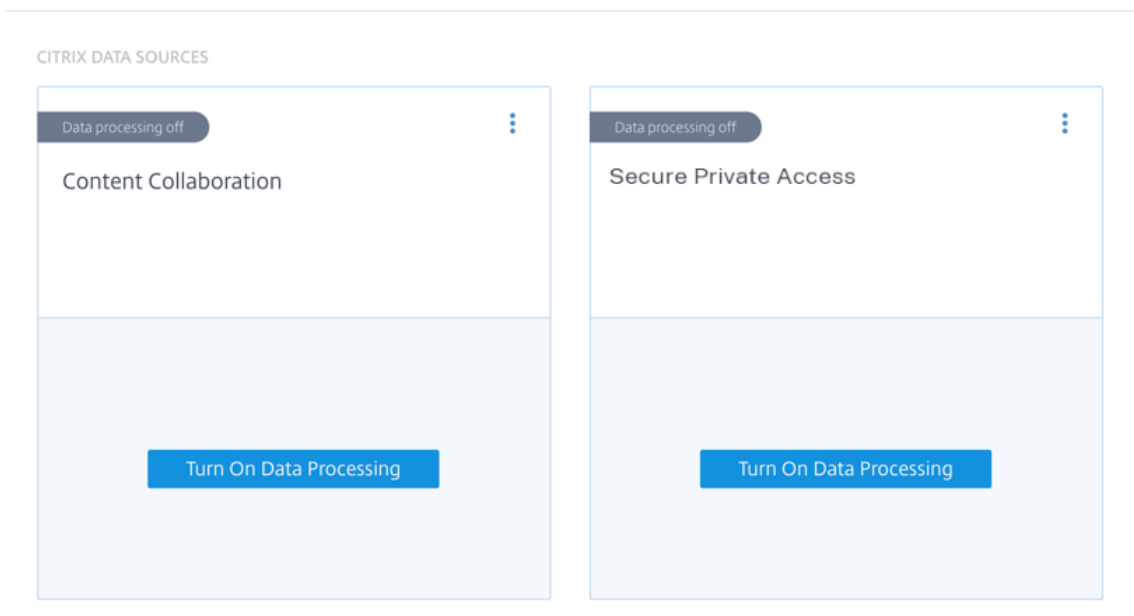 CITRIX DATA SOURCES
Data processing off
Content Collaboration
Turn On Data Processing
Data processing off
Secure Private Access
Turn On Data Processing